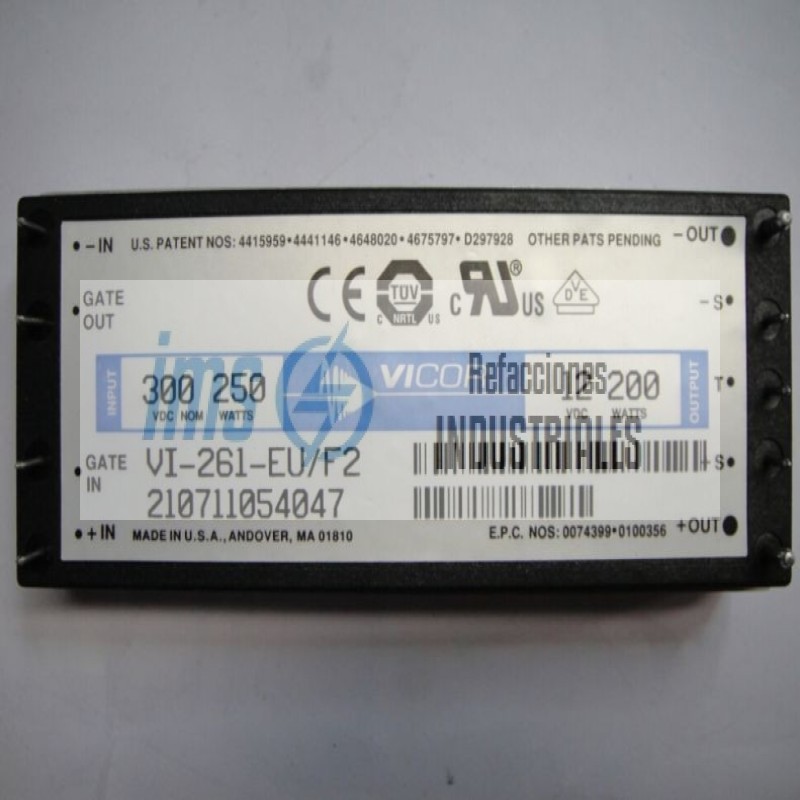 -IN U.S. PATENT NOS: 4415959•4441146•4648020•4675797•D297928 OTHER PATS PENDING -OUT
GATE OUT
CE
TÜV
C NRTL US
C UR® US
DVE
-S
INPUT
300 250
VDC NOM WATTS
ims
VICOR
Refacciones
INDUSTRIALES
12 200
VDC WATTS
OUTPUT
T
GATE IN
VI-261-EU/F2
210711054047
+S
+IN MADE IN U.S.A., ANDOVER, MA 01810
E.P.C. NOS: 0074399•0100356 +OUT